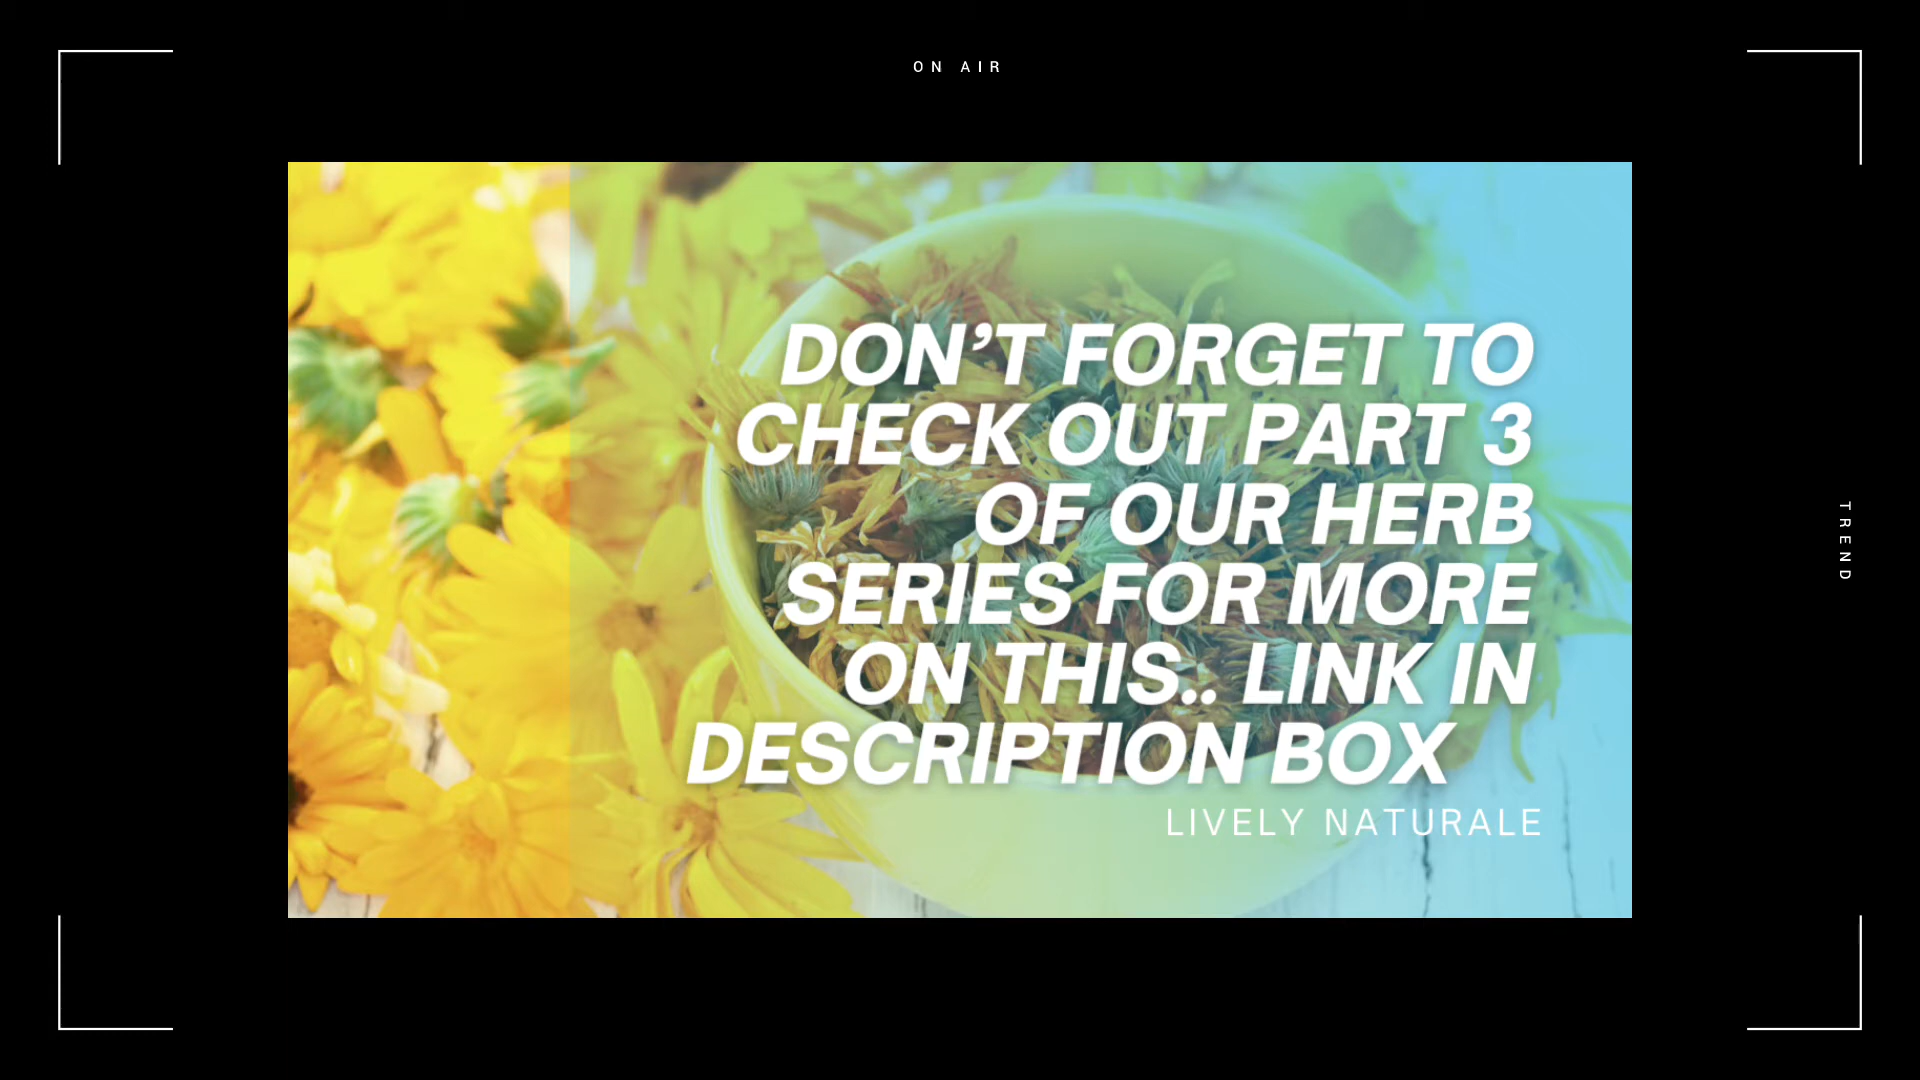 ON AIR
DON’T FORGET TO
CHECK OUT PART 3
OF OUR HERB
SERIES FOR MORE
ON THIS.. LINK IN
DESCRIPTION BOX
LIVELY NATURALE
TREND